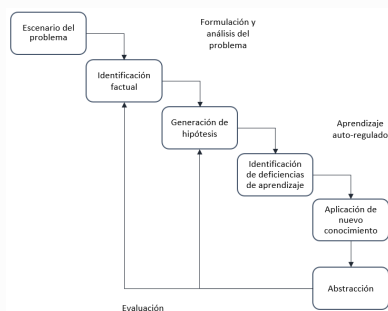 Escenario del
problema
Formulación y
análisis del
problema
Identificación
factual
Generación de
hipótesis
Aprendizaje
auto-regulado
Identificación
de deficiencias
de aprendizaje
Aplicación de
nuevo
conocimiento
Abstracción
Evaluación